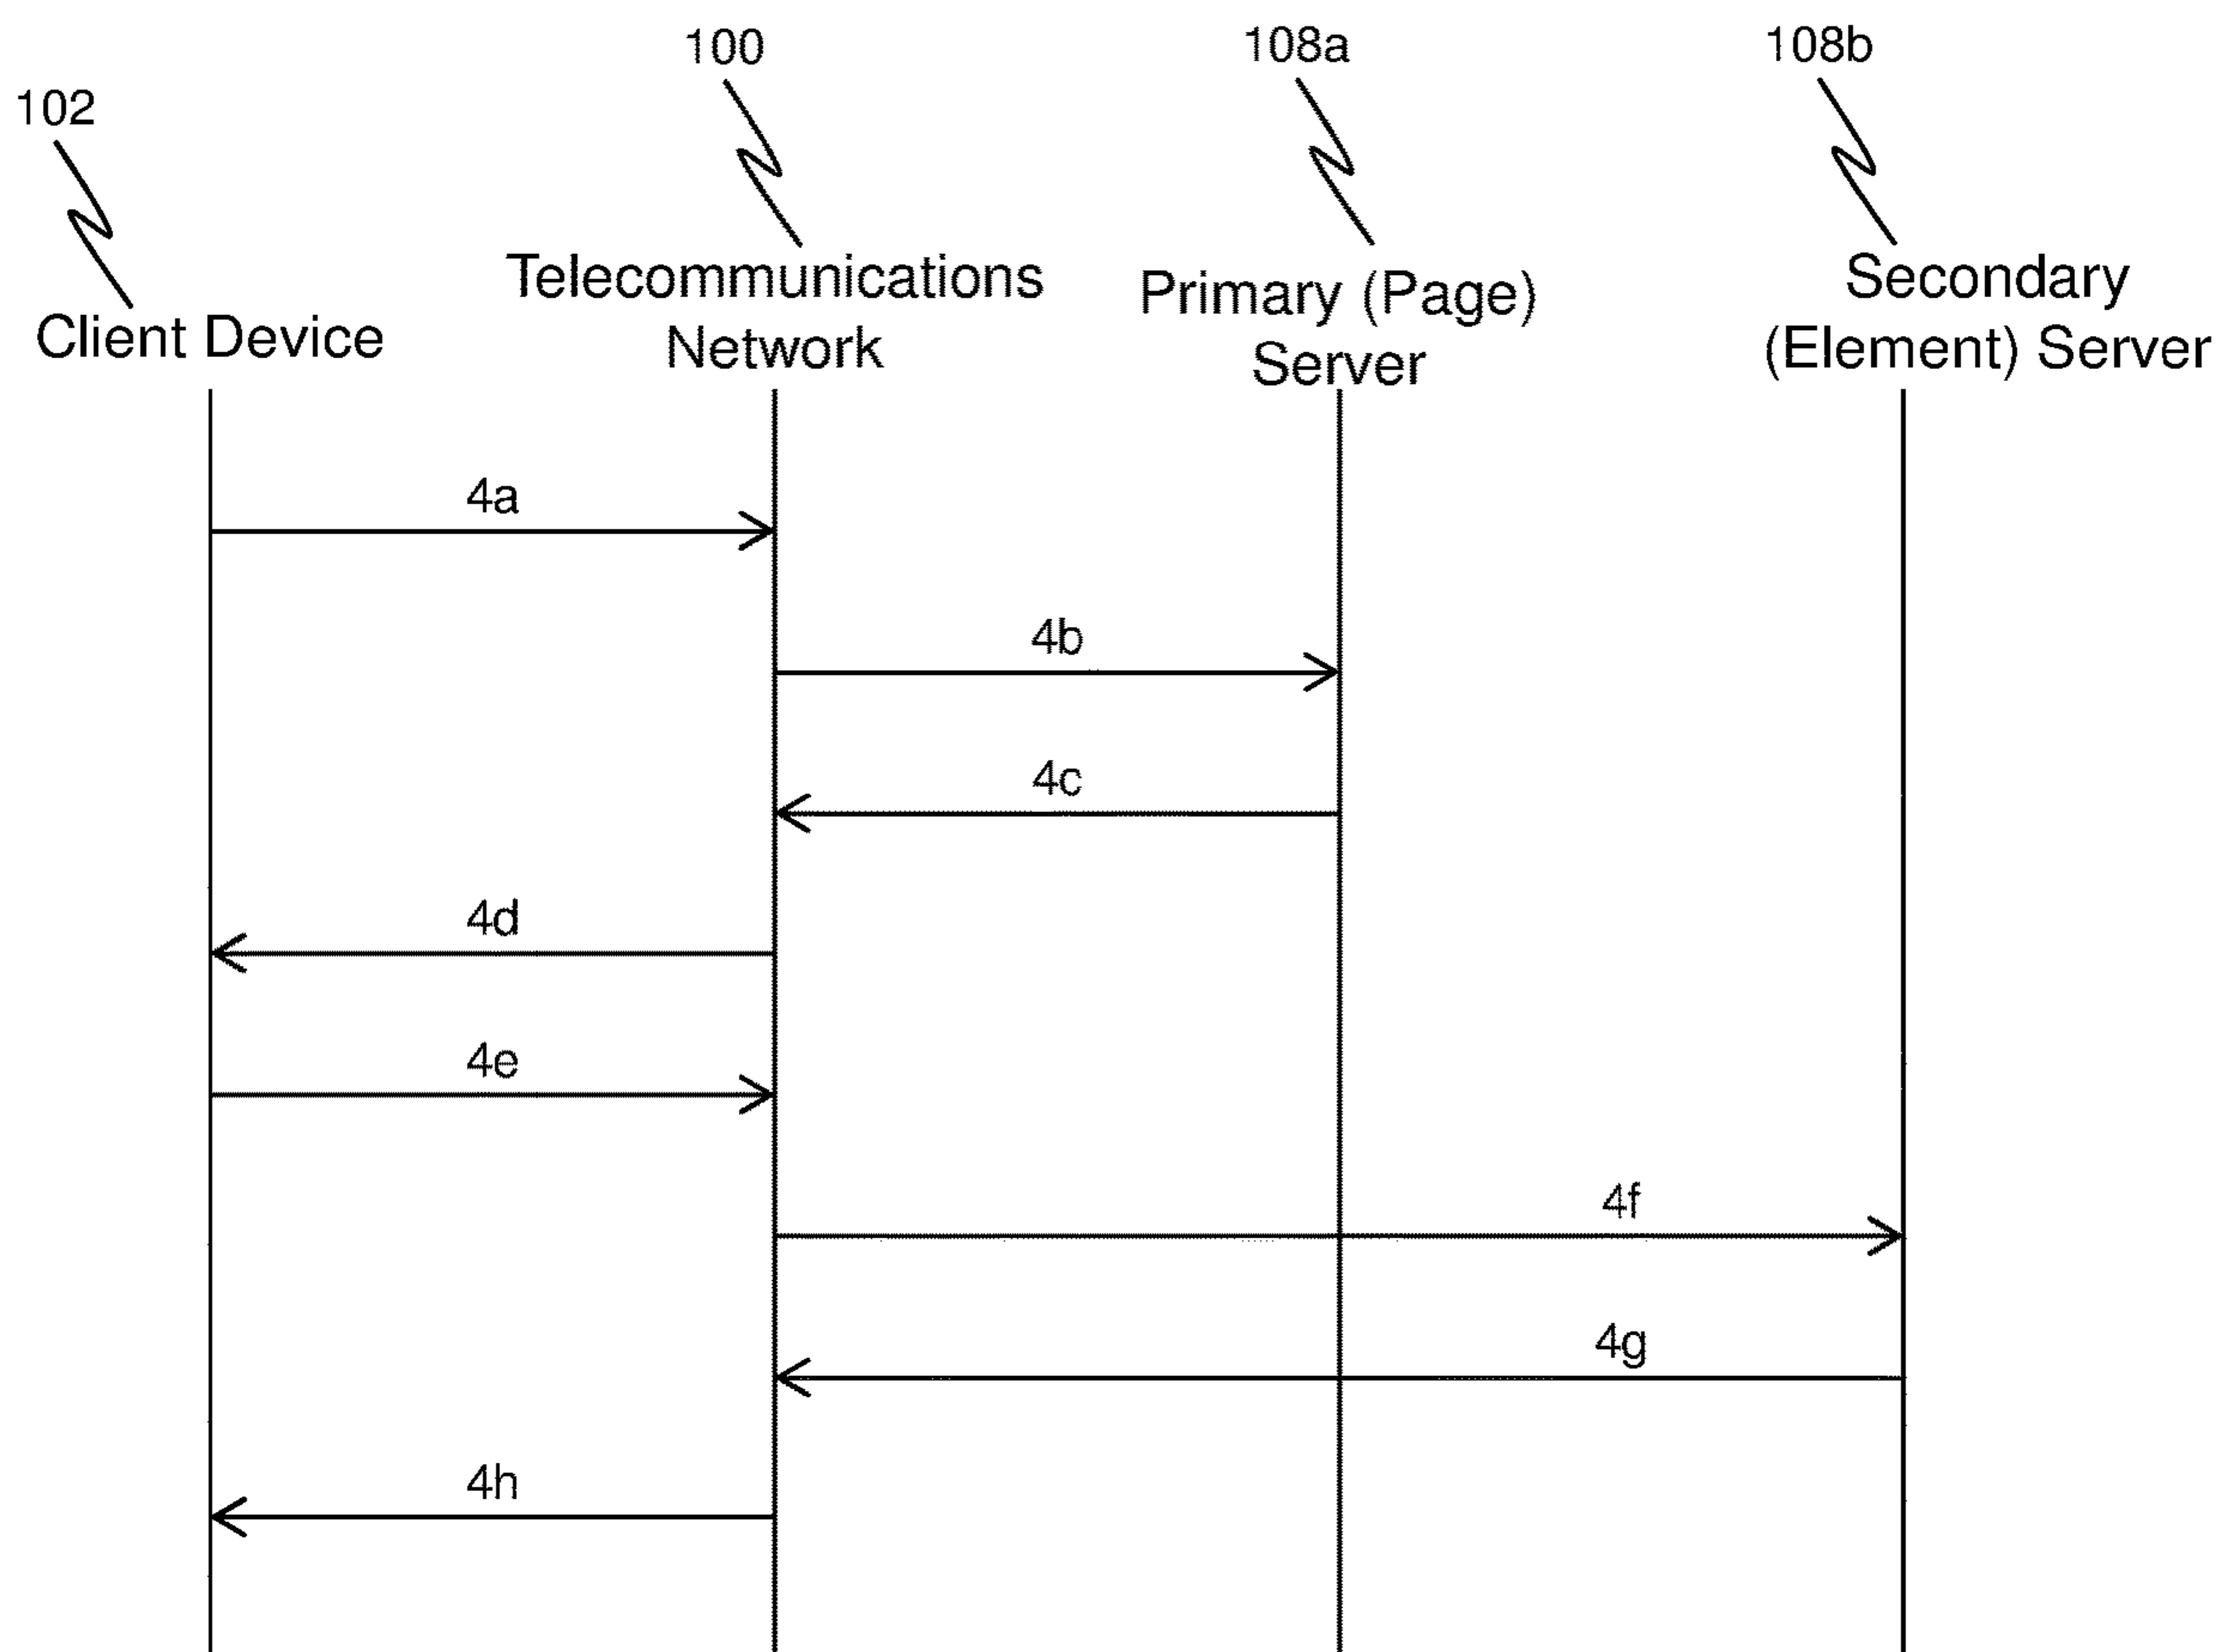 102
100
108a
108b
Client Device
Telecommunications
Network
Primary (Page)
Server
Secondary
(Element) Server
4a
4b
4c
4d
4e
4f
4g
4h